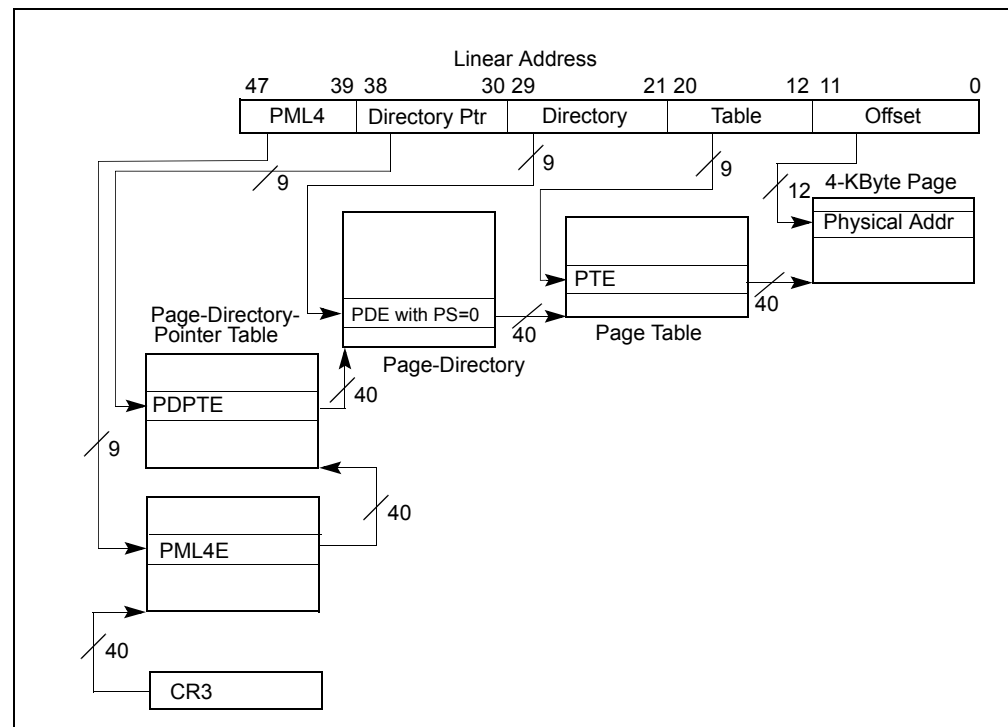 Linear Address
47 39 38 30 29 21 20 12 11 0
PML4 Directory Ptr Directory Table Offset
9 9 9 12
4-KByte Page
Physical Addr
PTE
40
PDE with PS=0
40
Page Table
Page-Directory-
Pointer Table
Page-Directory
40
PDPTE
9
40
PML4E
40
CR3